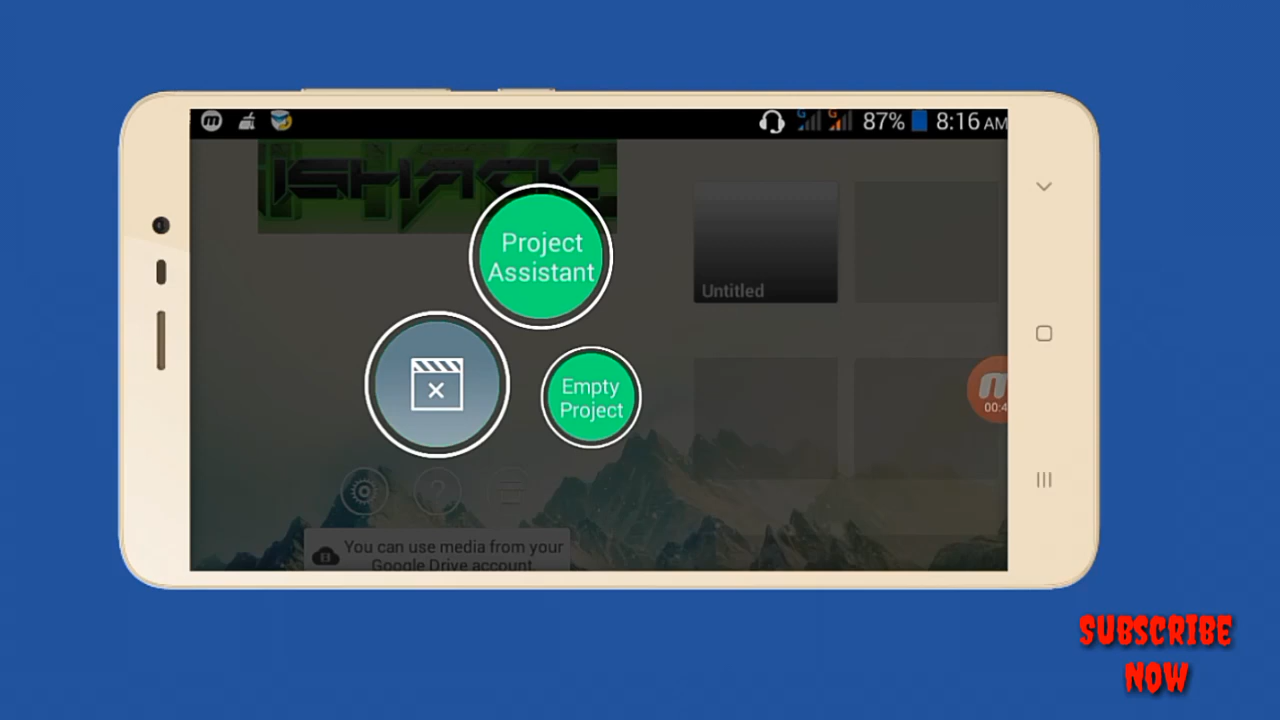 87% 8:16 AM
ISHACK
Project
Assistant
Untitled
Empty
Project
00:4
?
You can use media from your
Google Drive account
SUBSCRIBE
NOW